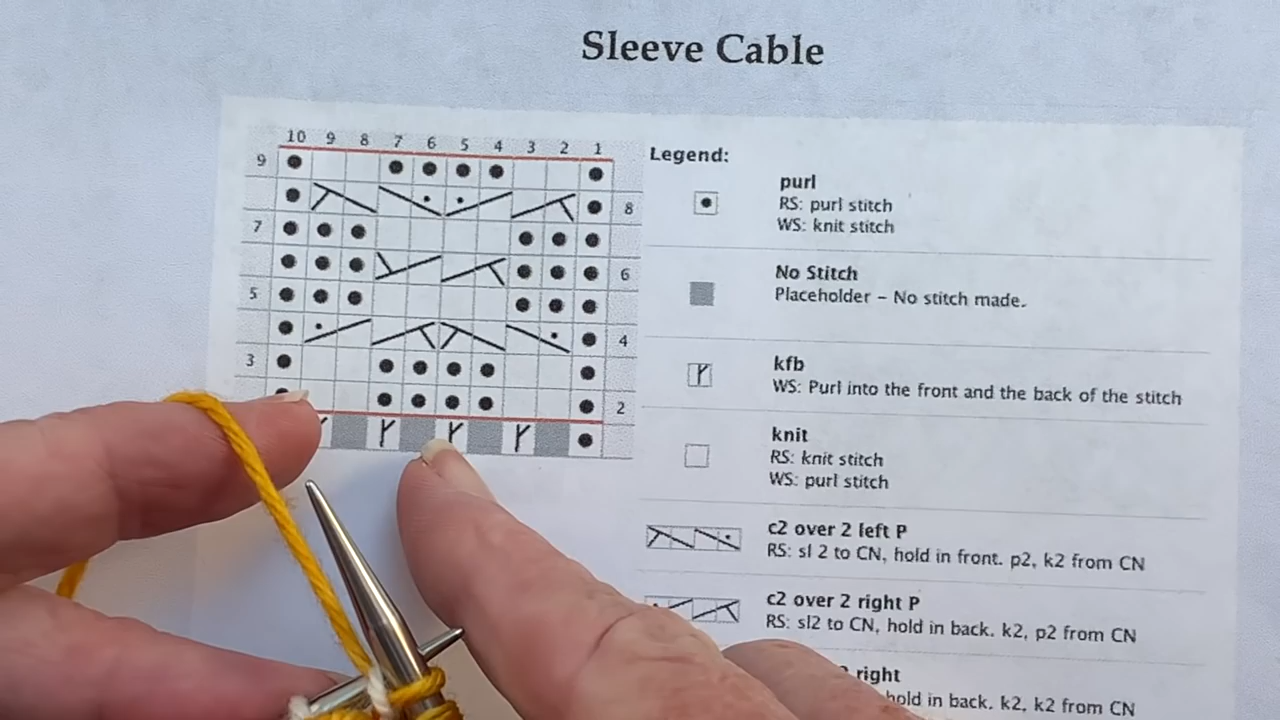 Sleeve Cable
10 9 8 7 6 5 4 3 2 1
9
8
7
6
5
4
3
2
Legend:
purl
RS: purl stitch
WS: knit stitch
No Stitch
Placeholder – No stitch made.
kfb
WS: Purl into the front and the back of the stitch
knit
RS: knit stitch
WS: purl stitch
c2 over 2 left P
RS: sl 2 to CN, hold in front. p2, k2 from CN
c2 over 2 right P
RS: sl2 to CN, hold in back. k2, p2 from CN
right
hold in back. k2, k2 from CN